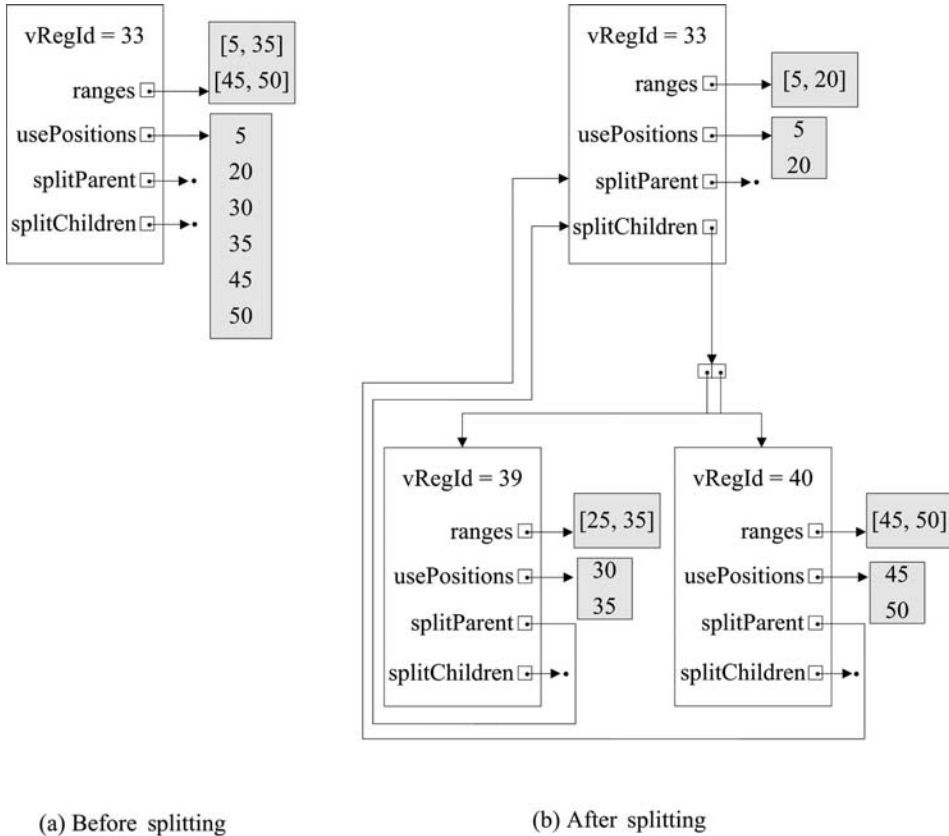 vRegId = 33
[5, 35]
[45, 50]
ranges
usePositions
5
20
30
35
45
50
splitParent
splitChildren
vRegId = 33
ranges
[5, 20]
usePositions
5
20
splitParent
splitChildren
vRegId = 39
ranges
[25, 35]
usePositions
30
35
splitParent
splitChildren
vRegId = 40
ranges
[45, 50]
usePositions
45
50
splitParent
splitChildren
(a) Before splitting
(b) After splitting